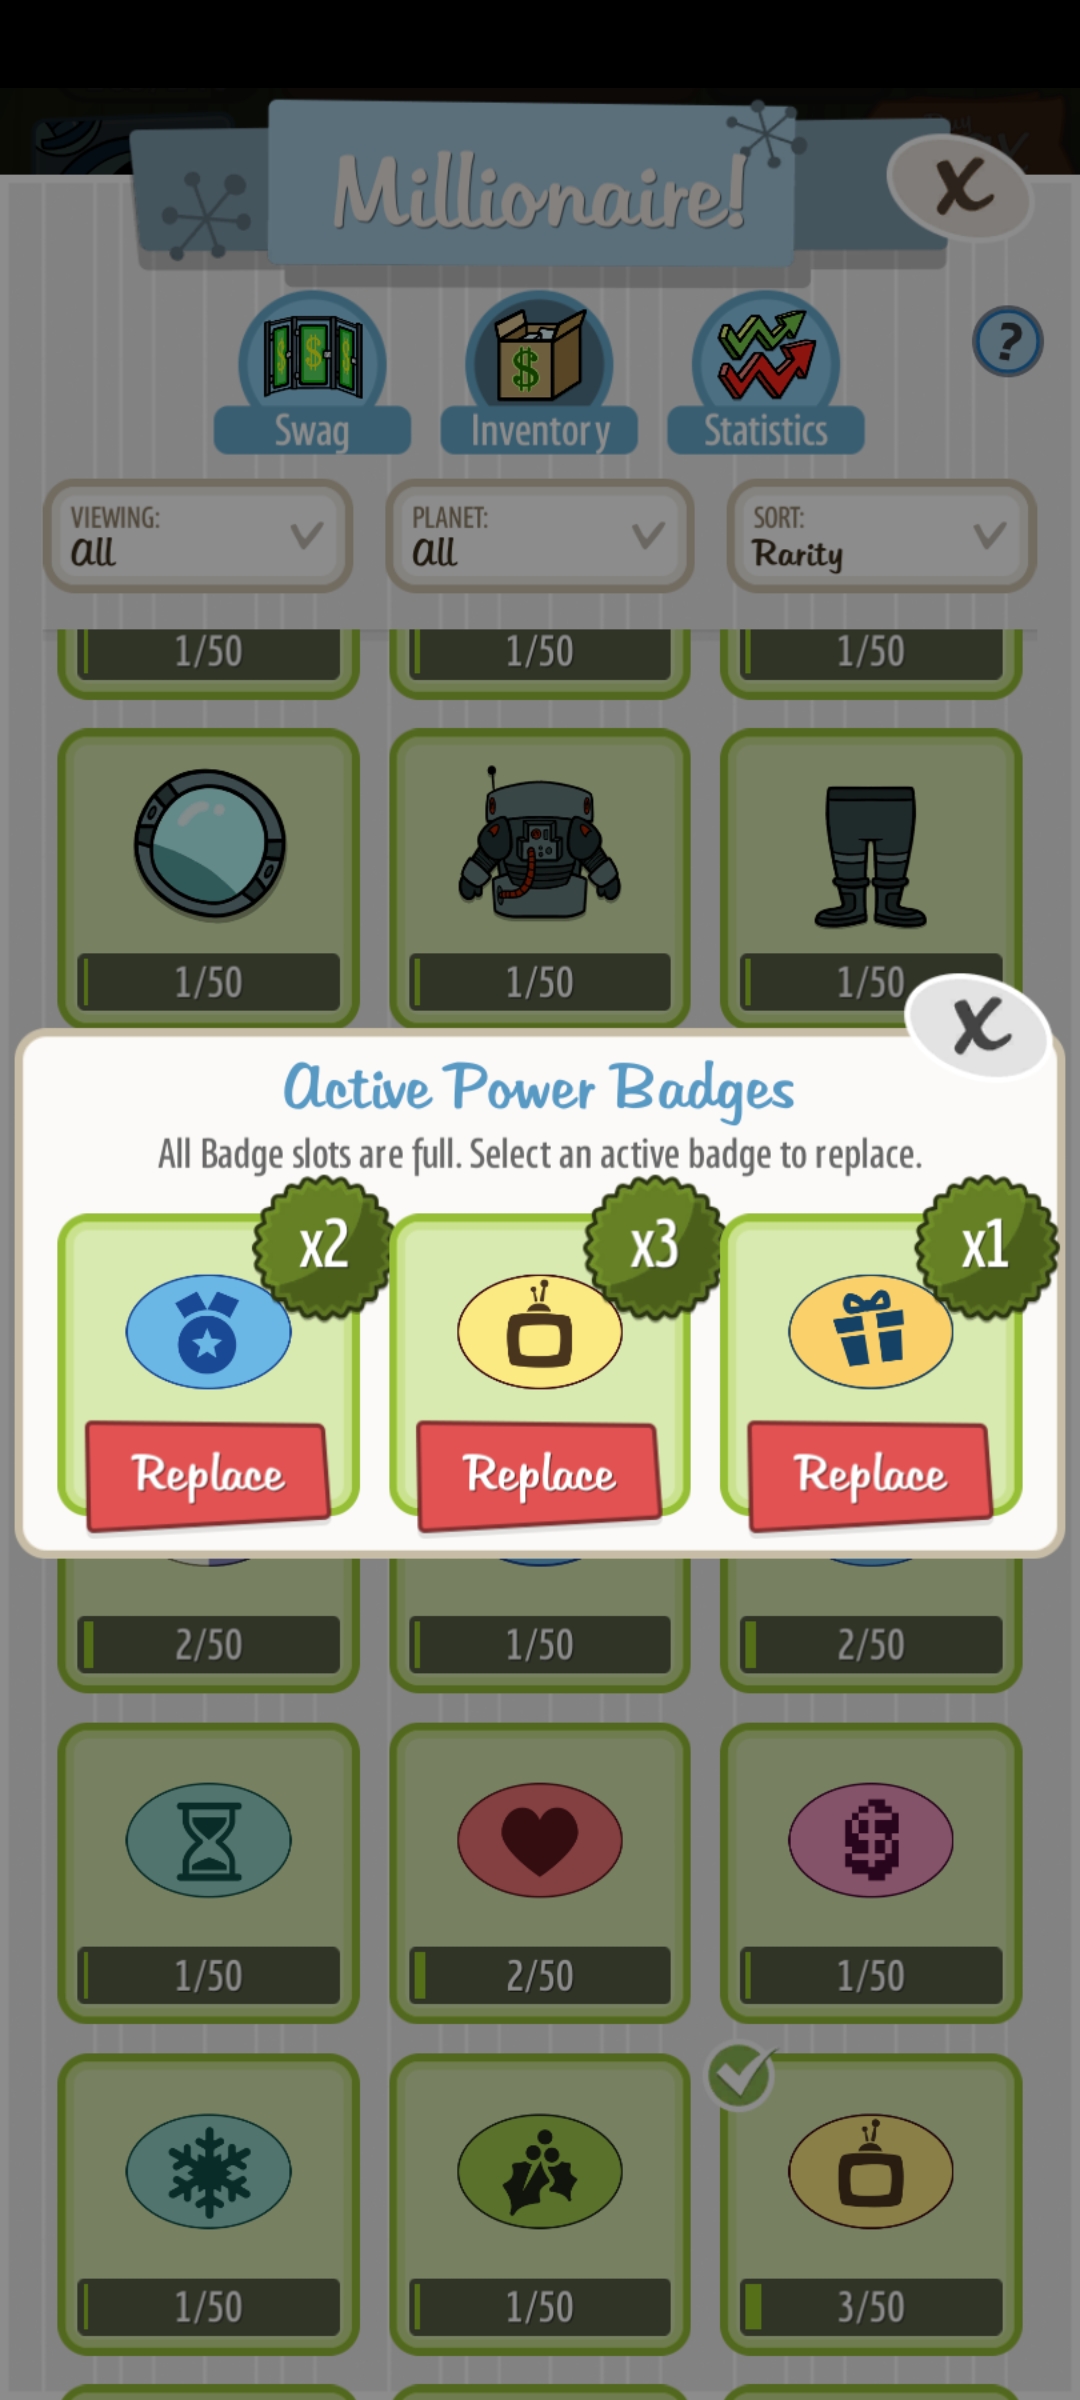 Millionaire!
X
$ $ $
$
?
Swag
Inventory
Statistics
VIEWING:
All
PLANET:
All
SORT:
Rarity
1/50
1/50
1/50
1/50
1/50
1/50
X
Active Power Badges
All Badge slots are full. Select an active badge to replace.
x2
x3
x1
Replace
Replace
Replace
2/50
1/50
2/50
$
1/50
2/50
1/50
1/50
1/50
3/50